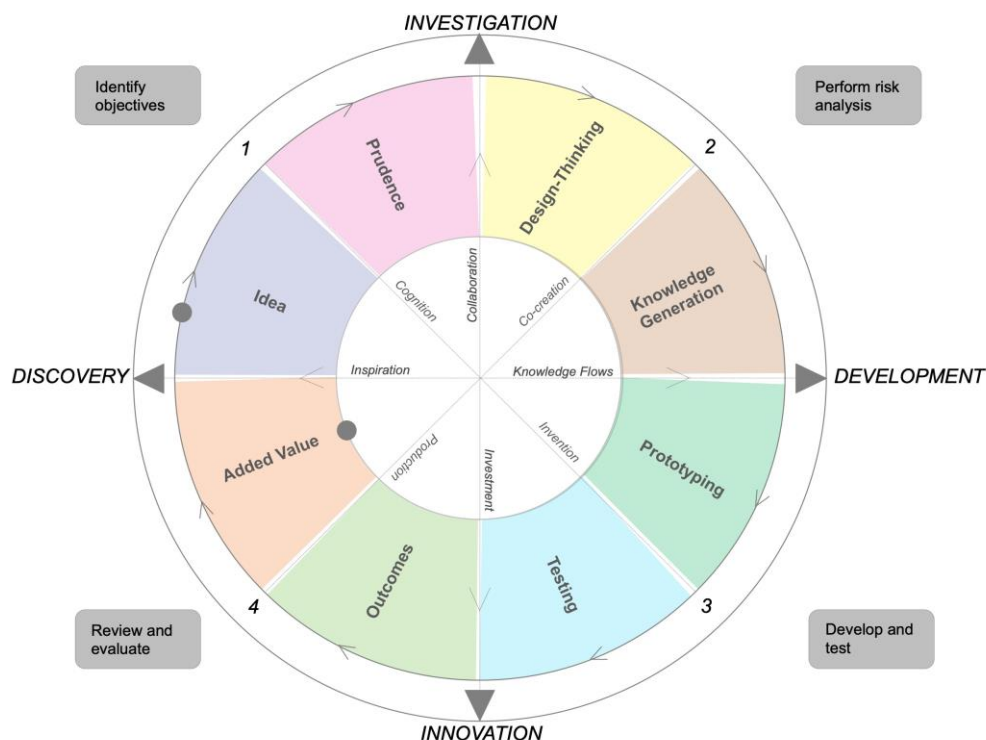 INVESTIGATION
Identify
objectives
Perform risk
analysis
1
2
Prudence
Design-Thinking
Idea
Knowledge
Generation
Cognition
Collaboration
Co-creation
DISCOVERY
Inspiration
Knowledge Flows
DEVELOPMENT
Added Value
Production
Investment
Invention
Prototyping
Outcomes
Testing
4
3
Review and
evaluate
Develop and
test
INNOVATION